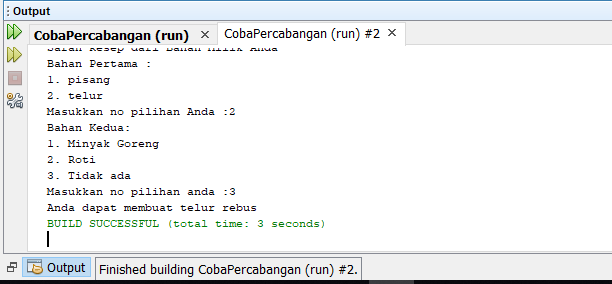 Output
CobaPercabangan (run) × CobaPercabangan (run) #2 ×
Saran Resep dari Bahan Milik Anda
Bahan Pertama :
1. pisang
2. telur
Masukkan no pilihan Anda :2
Bahan Kedua:
1. Minyak Goreng
2. Roti
3. Tidak ada
Masukkan no pilihan anda :3
Anda dapat membuat telur rebus
BUILD SUCCESSFUL (total time: 3 seconds)
Output
Finished building CobaPercabangan (run) #2.